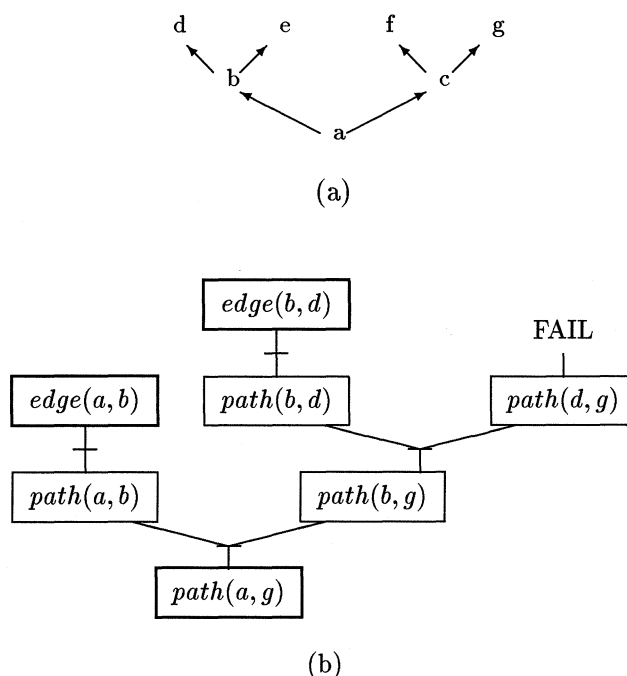 d e f g
b c
a
(a)
edge(b, d)
FAIL
edge(a, b) path(b, d) path(d, g)
path(a, b) path(b, g)
path(a, g)
(b)